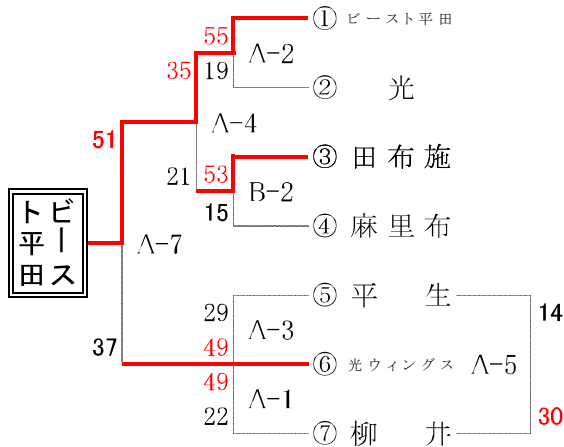 ① ビースト平田
55
A-2
19
② 光
35
A-4
21
③ 田布施
53
B-2
15
④ 麻里布
51
ビースト平田
A-7
37
⑤ 平生
29
A-3
49
⑥ 光ウィングス
49
A-1
22
⑦ 柳井
14
A-5
30